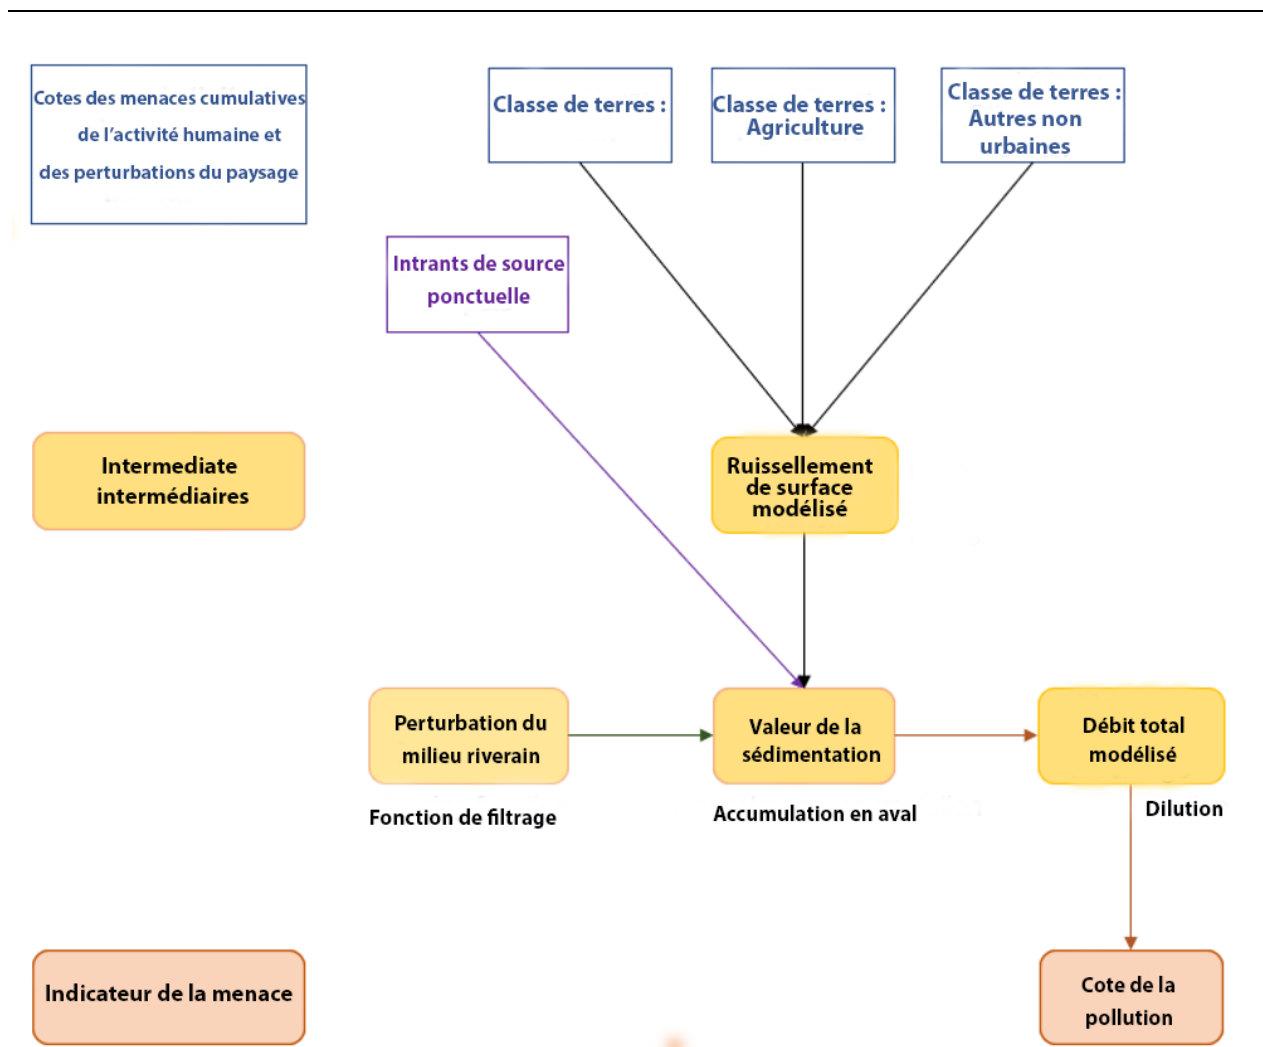 Cotes des menaces cumulatives
de l'activité humaine et
des perturbations du paysage
Classe de terres :
Classe de terres :
Agriculture
Classe de terres :
Autres non
urbaines
Intrants de source
ponctuelle
Intermediate
intermédiaires
Ruissellement
de surface
modélisé
Perturbation du
milieu riverain
Valeur de la
sédimentation
Débit total
modélisé
Fonction de filtrage
Accumulation en aval
Dilution
Indicateur de la menace
Cote de la
pollution